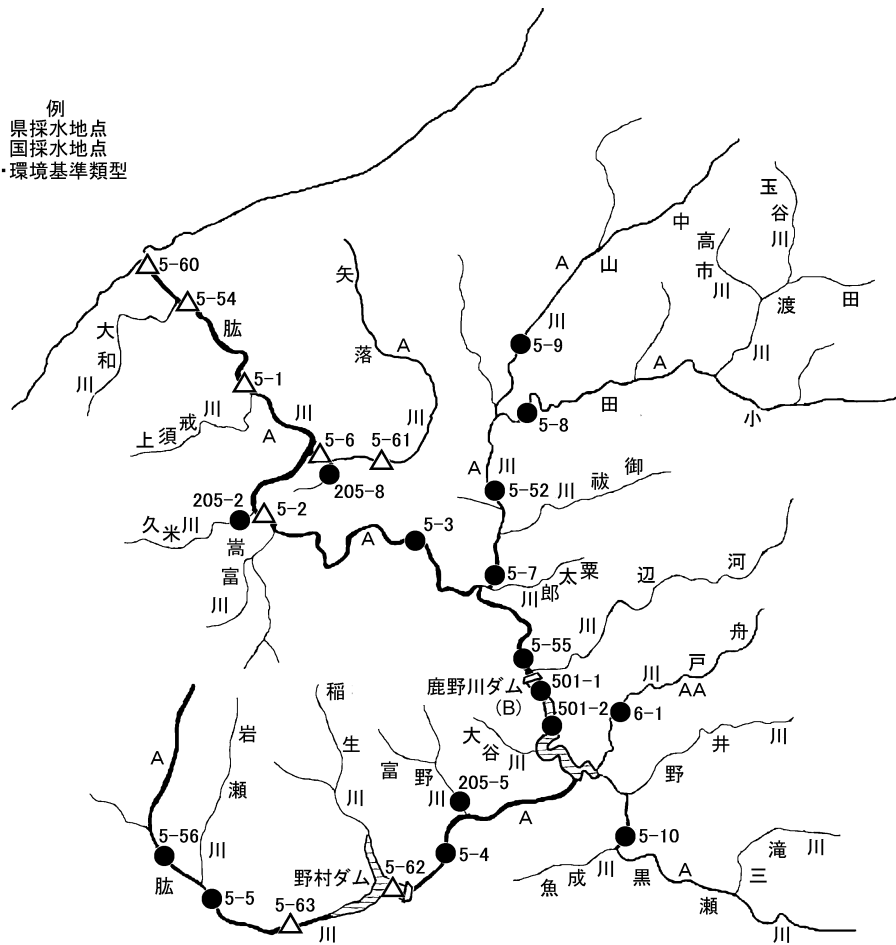 例
県採水地点
国採水地点
・環境基準類型
5-60
5-54
肱
大和川
5-1
上須戒川
A
川
矢落川
A
5-6
5-61
205-8
205-2
5-2
久米川
嵩富川
A
5-3
中山川
A
5-9
玉谷川
高市川
田渡川
小田川
A
5-8
A
5-52
御祓川
5-7
粟太郎川
河辺川
5-55
鹿野川ダム
(B)
501-1
501-2
舟戸川
AA
6-1
大谷川
野井川
稲生川
岩瀬川
A
富野川
205-5
A
5-4
5-10
魚成川
黒瀬川
A
三滝川
5-56
肱
5-5
5-63
川
野村ダム
5-62